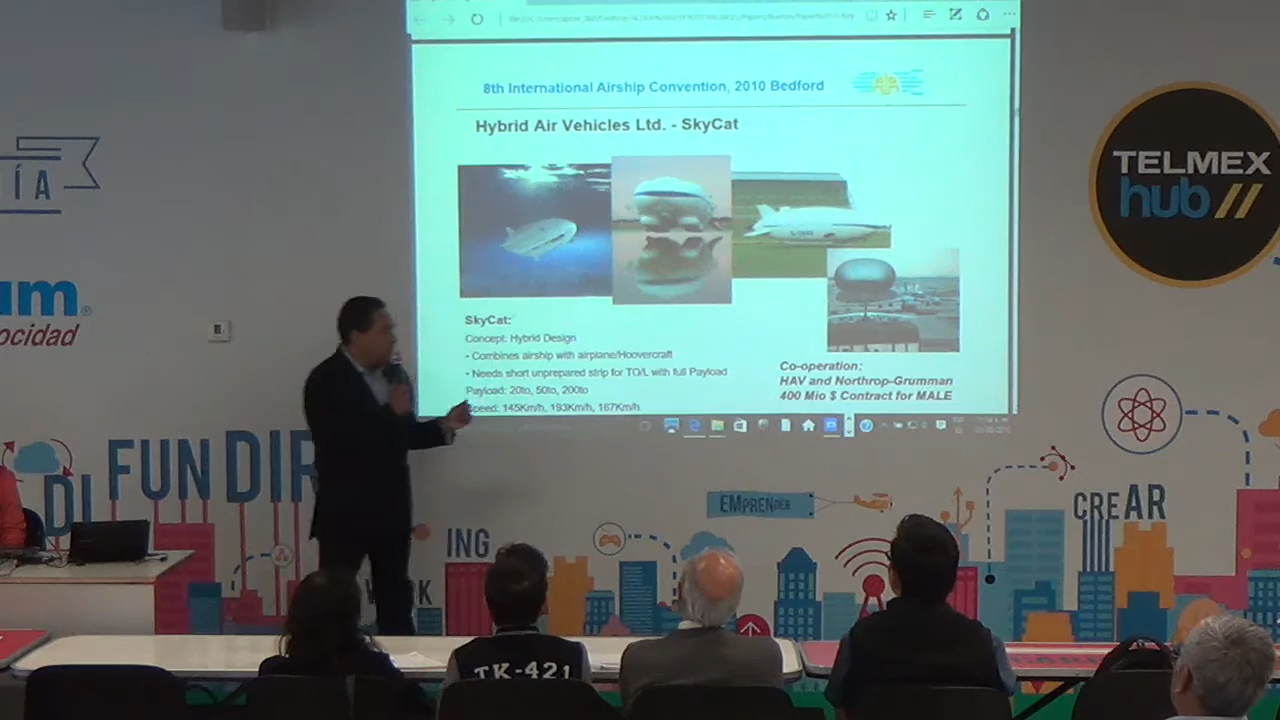 8th International Airship Convention, 2010 Bedford
Hybrid Air Vehicles Ltd. - SkyCat
SkyCat:
Concept: Hybrid Design
- Combines airship with airplane/Hoovercraft
- Needs short unprepared strip for TO/L with full Payload
Payload: 20to, 50to, 200to
Speed: 145Km/h, 193Km/h, 167Km/h
Co-operation:
HAV and Northrop-Grumman
400 Mio $ Contract for MALE
TELMEX
hub
ÍA
um
ocidad
DI
FUNDIR
EMPRENDER
CREAR
ING
TK-421